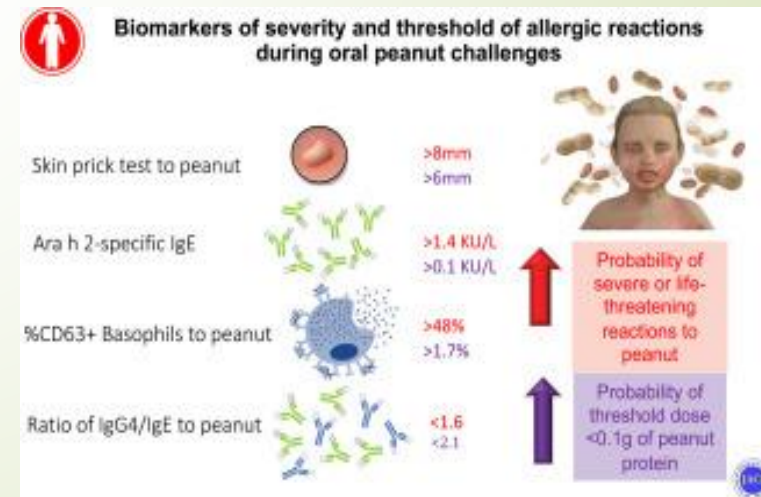 Biomarkers of severity and threshold of allergic reactions
during oral peanut challenges
Skin prick test to peanut
>8mm
>6mm
Ara h 2-specific IgE
>1.4 KU/L
>0.1 KU/L
%CD63+ Basophils to peanut
>48%
>1.7%
Ratio of IgG4/IgE to peanut
<1.6
<2.1
Probability of
severe or life-
threatening
reactions to
peanut
Probability of
threshold dose
<0.1g of peanut
protein